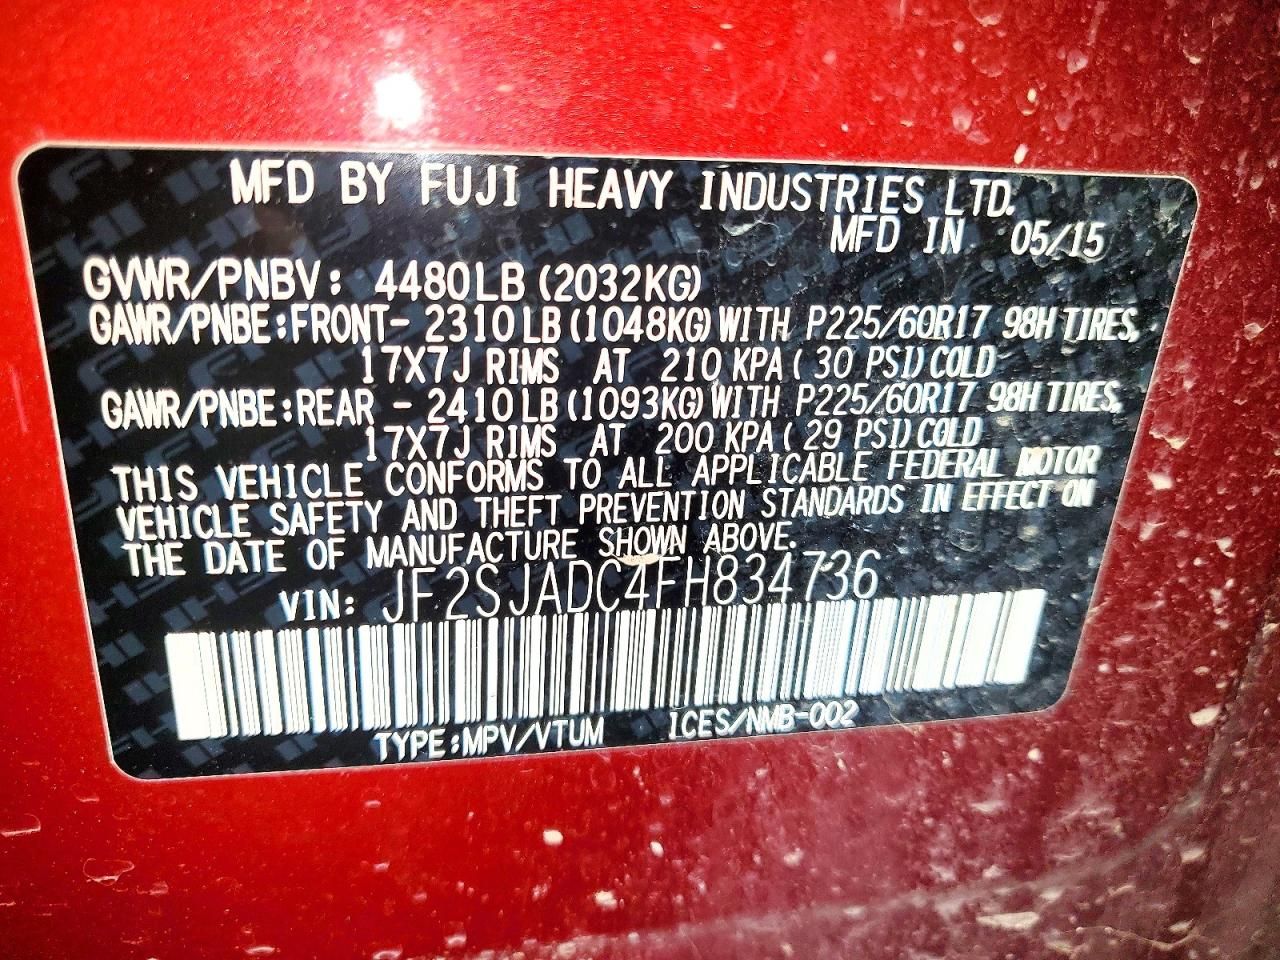 MFD BY FUJI HEAVY INDUSTRIES LTD.
MFD IN 05/15
GVWR/PNBV: 4480LB (2032KG)
GAWR/PNBE:FRONT- 2310LB(1048KG)WITH P225/60R17 98H TIRES,
17X7J RIMS AT 210 KPA( 30 PSI)COLD
GAWR/PNBE:REAR - 2410LB(1093KG)WITH P225/60R17 98H TIRES,
17X7J RIMS AT 200 KPA( 29 PSI)COLD
THIS VEHICLE CONFORMS TO ALL APPLICABLE FEDERAL MOTOR
VEHICLE SAFETY AND THEFT PREVENTION STANDARDS IN EFFECT ON
THE DATE OF MANUFACTURE SHOWN ABOVE.
VIN: JF2SJADC4FH834736
TYPE:MPV/VTUM ICES/NMB-002